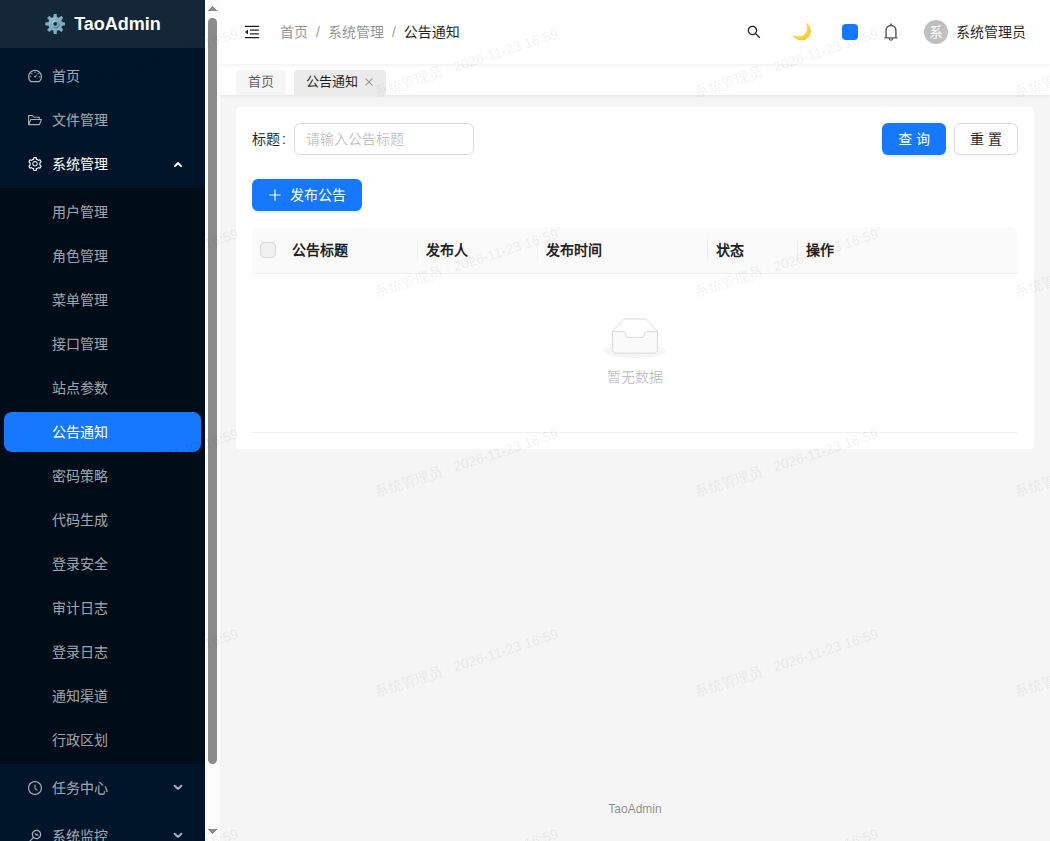 TaoAdmin
首页
文件管理
系统管理
用户管理
角色管理
菜单管理
接口管理
站点参数
公告通知
密码策略
代码生成
登录安全
审计日志
登录日志
通知渠道
行政区划
任务中心
系统监控
首页 / 系统管理 / 公告通知
系 系统管理员
首页 公告通知
标题: 请输入公告标题
查 询 重 置
发布公告
公告标题 发布人 发布时间 状态 操作
暂无数据
TaoAdmin
系统管理员 2026-11-23 16:59